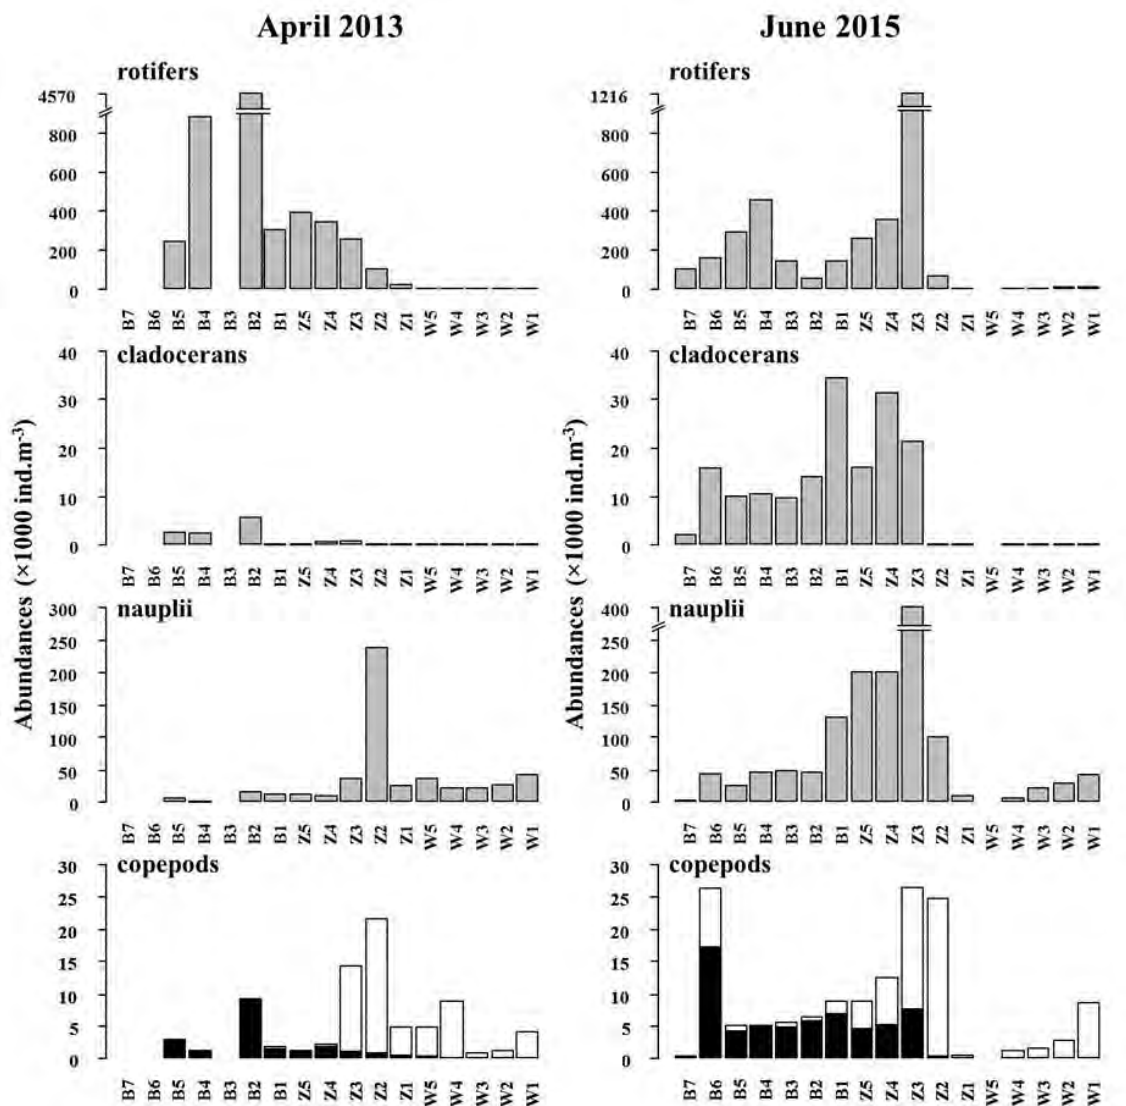 April 2013
June 2015
Abundances (×1000 ind.m-3)
rotifers
4570
800
600
400
200
0
B7 B6 B5 B4 B3 B2 B1 Z5 Z4 Z3 Z2 Z1 W5 W4 W3 W2 W1
cladocerans
40
30
20
10
0
B7 B6 B5 B4 B3 B2 B1 Z5 Z4 Z3 Z2 Z1 W5 W4 W3 W2 W1
nauplii
300
250
200
150
100
50
0
B7 B6 B5 B4 B3 B2 B1 Z5 Z4 Z3 Z2 Z1 W5 W4 W3 W2 W1
copepods
30
25
20
15
10
5
0
B7 B6 B5 B4 B3 B2 B1 Z5 Z4 Z3 Z2 Z1 W5 W4 W3 W2 W1
Abundances (×1000 ind.m-3)
rotifers
1216
800
600
400
200
0
B7 B6 B5 B4 B3 B2 B1 Z5 Z4 Z3 Z2 Z1 W5 W4 W3 W2 W1
cladocerans
40
30
20
10
0
B7 B6 B5 B4 B3 B2 B1 Z5 Z4 Z3 Z2 Z1 W5 W4 W3 W2 W1
nauplii
400
250
200
150
100
50
0
B7 B6 B5 B4 B3 B2 B1 Z5 Z4 Z3 Z2 Z1 W5 W4 W3 W2 W1
copepods
30
25
20
15
10
5
0
B7 B6 B5 B4 B3 B2 B1 Z5 Z4 Z3 Z2 Z1 W5 W4 W3 W2 W1